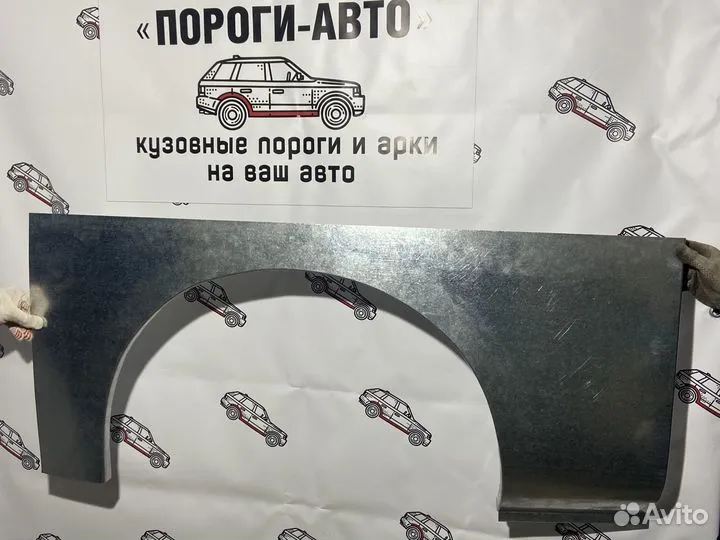 «ПОРОГИ-АВТО»
кузовные пороги и арки
на ваш авто
Avito